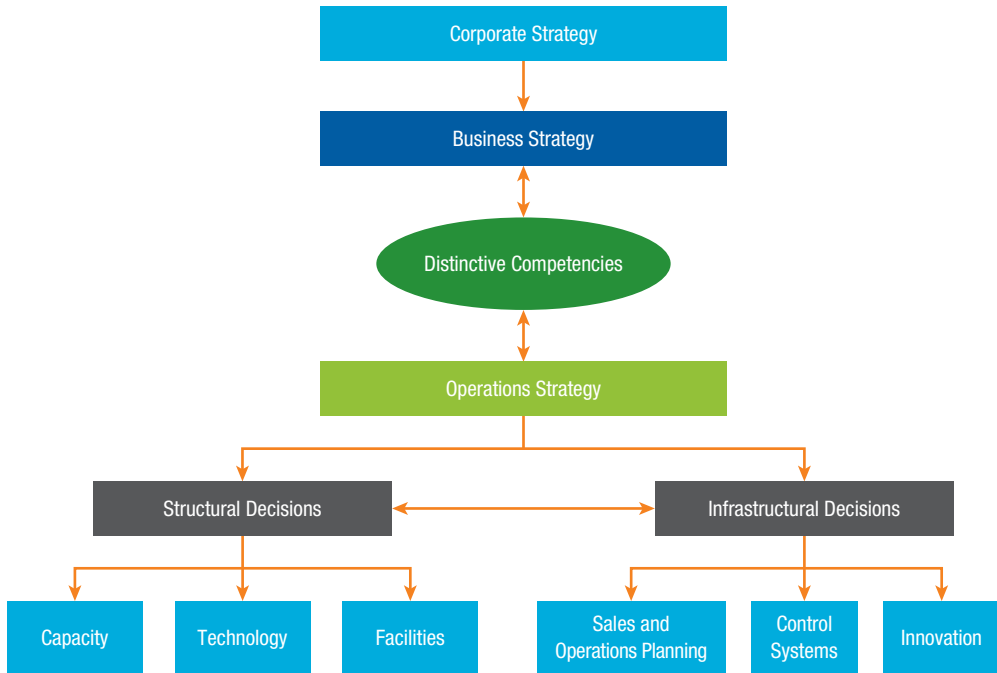 Corporate Strategy
Business Strategy
Distinctive Competencies
Operations Strategy
Structural Decisions
Infrastructural Decisions
Capacity
Technology
Facilities
Sales and
Operations Planning
Control
Systems
Innovation